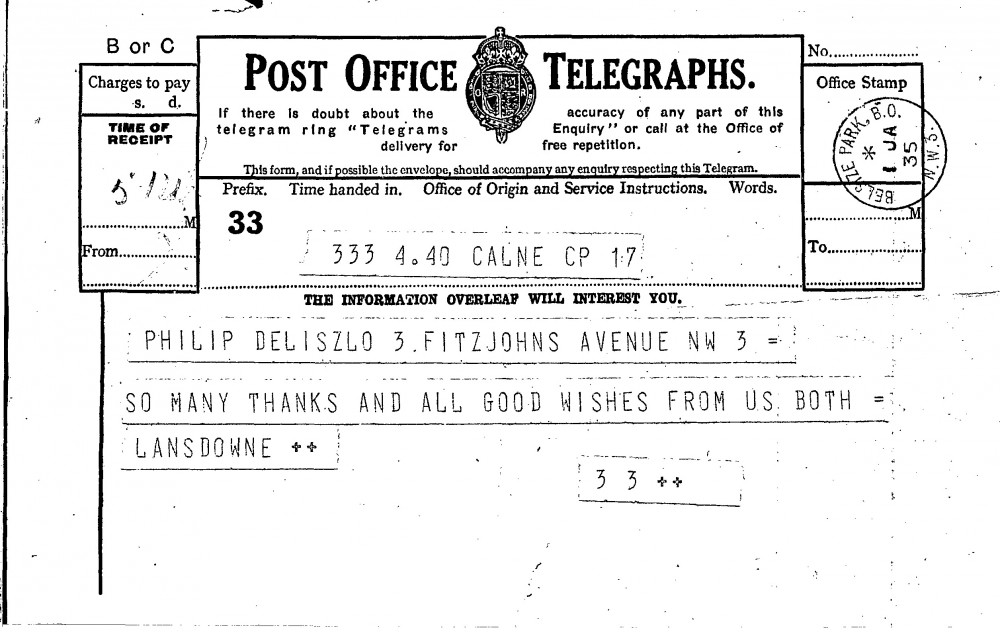 B or C
Charges to pay
s. d.
TIME OF
RECEIPT
M
From
POST OFFICE TELEGRAPHS.
If there is doubt about the accuracy of any part of this
telegram ring "Telegrams Enquiry" or call at the Office of
delivery for free repetition.
This form, and if possible the envelope, should accompany any enquiry respecting this Telegram.
Prefix. Time handed in. Office of Origin and Service Instructions. Words.
33
No.
Office Stamp
BELSIZE PARK, B.O.
N.W.3.
1 JA
35
M
To
333 4.40 CALNE CP 17
THE INFORMATION OVERLEAF WILL INTEREST YOU.
PHILIP DELISZLO 3.FITZJOHNS AVENUE NW 3 =
SO MANY THANKS AND ALL GOOD WISHES FROM US BOTH =
LANSDOWNE ++
3 3 ++